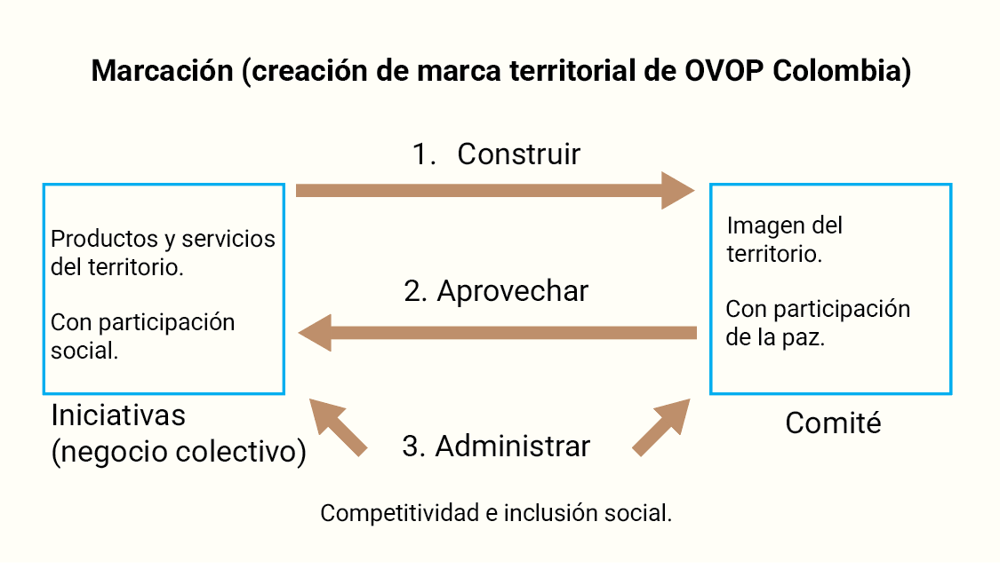 Marcación (creación de marca territorial de OVOP Colombia)
1. Construir
Productos y servicios
del territorio.
Con participación
social.
Imagen del
territorio.
Con participación
de la paz.
2. Aprovechar
Iniciativas
(negocio colectivo)
Comité
3. Administrar
Competitividad e inclusión social.